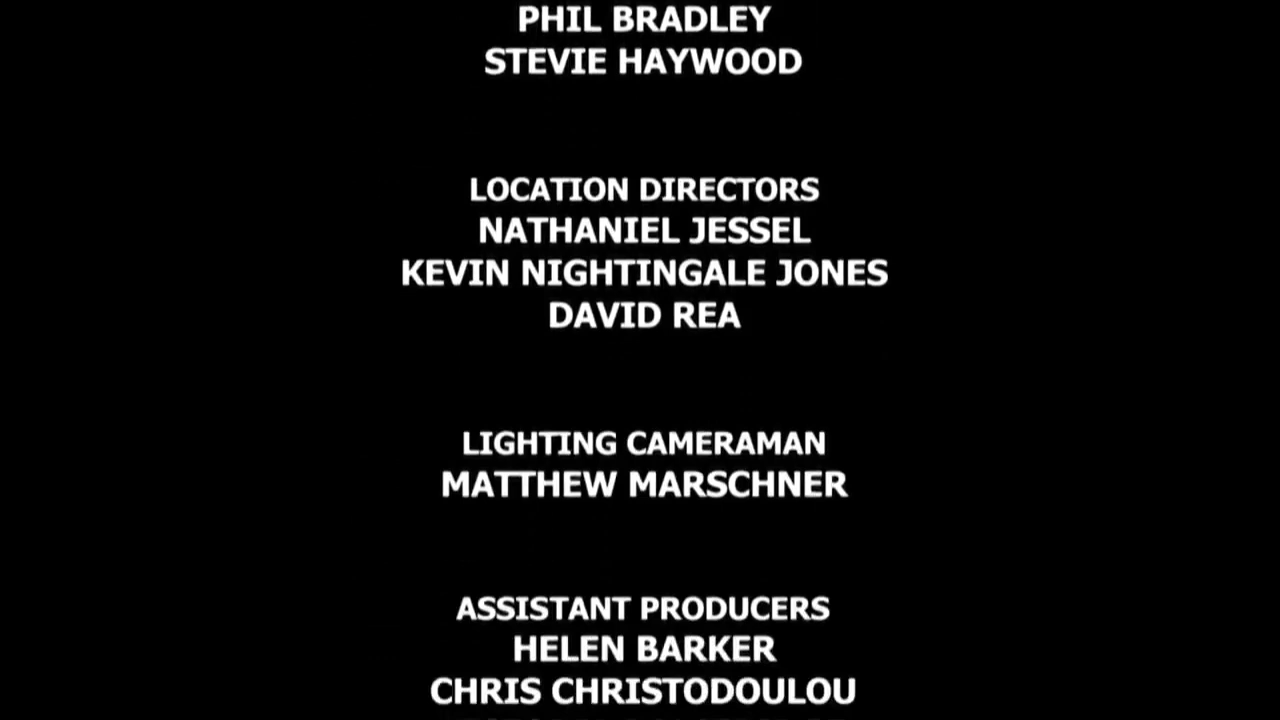 PHIL BRADLEY
STEVIE HAYWOOD
LOCATION DIRECTORS
NATHANIEL JESSEL
KEVIN NIGHTINGALE JONES
DAVID REA
LIGHTING CAMERAMAN
MATTHEW MARSCHNER
ASSISTANT PRODUCERS
HELEN BARKER
CHRIS CHRISTODOULOU